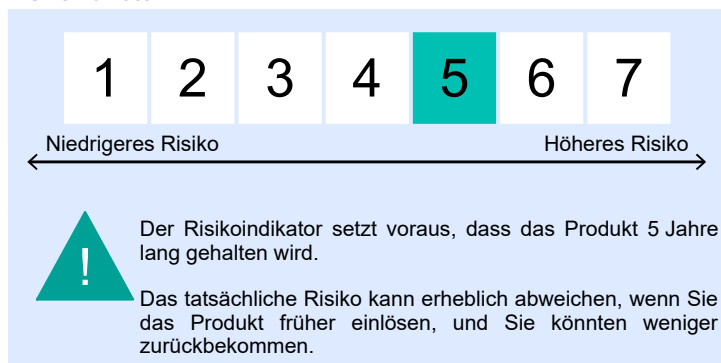 1 2 3 4 5 6 7
Niedrigeres Risiko Höheres Risiko
!
Der Risikoindikator setzt voraus, dass das Produkt 5 Jahre
lang gehalten wird.
Das tatsächliche Risiko kann erheblich abweichen, wenn Sie
das Produkt früher einlösen, und Sie könnten weniger
zurückbekommen.